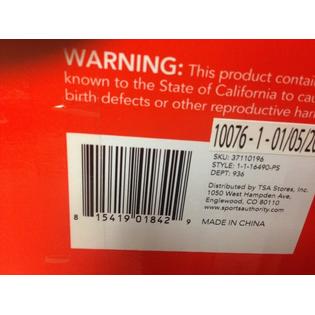 WARNING: This product contai
known to the State of California to cau
birth defects or other reproductive har
10076-1-01/05/20
SKU: 37110196
STYLE: 1-1-16490-PS
DEPT: 936
Distributed by TSA Stores, Inc.
1050 West Hampden Ave,
Englewood, CO 80110
www.sportsauthority.com
MADE IN CHINA
8 15419 01842 9